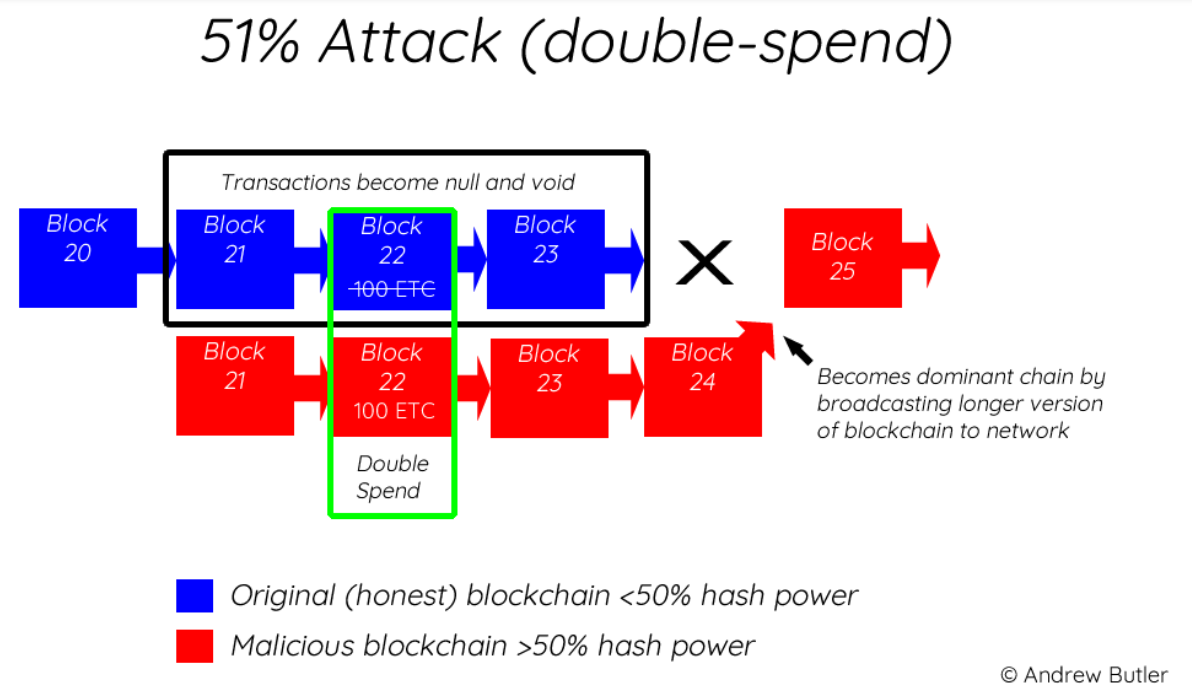 51% Attack (double-spend)
Transactions become null and void
Block
20
Block
21
Block
22
100 ETC
Block
23
Block
25
Block
21
Block
22
100 ETC
Block
23
Block
24
Becomes dominant chain by
broadcasting longer version
of blockchain to network
Double
Spend
Original (honest) blockchain <50% hash power
Malicious blockchain >50% hash power
© Andrew Butler